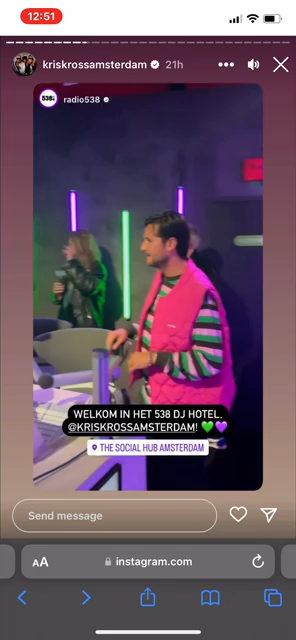 12:51
kriskrossamsterdam 21h
538
radio538
WELKOM IN HET 538 DJ HOTEL,
@KRISKROSSAMSTERDAM! 💚💜
THE SOCIAL HUB AMSTERDAM
Send message
AA instagram.com